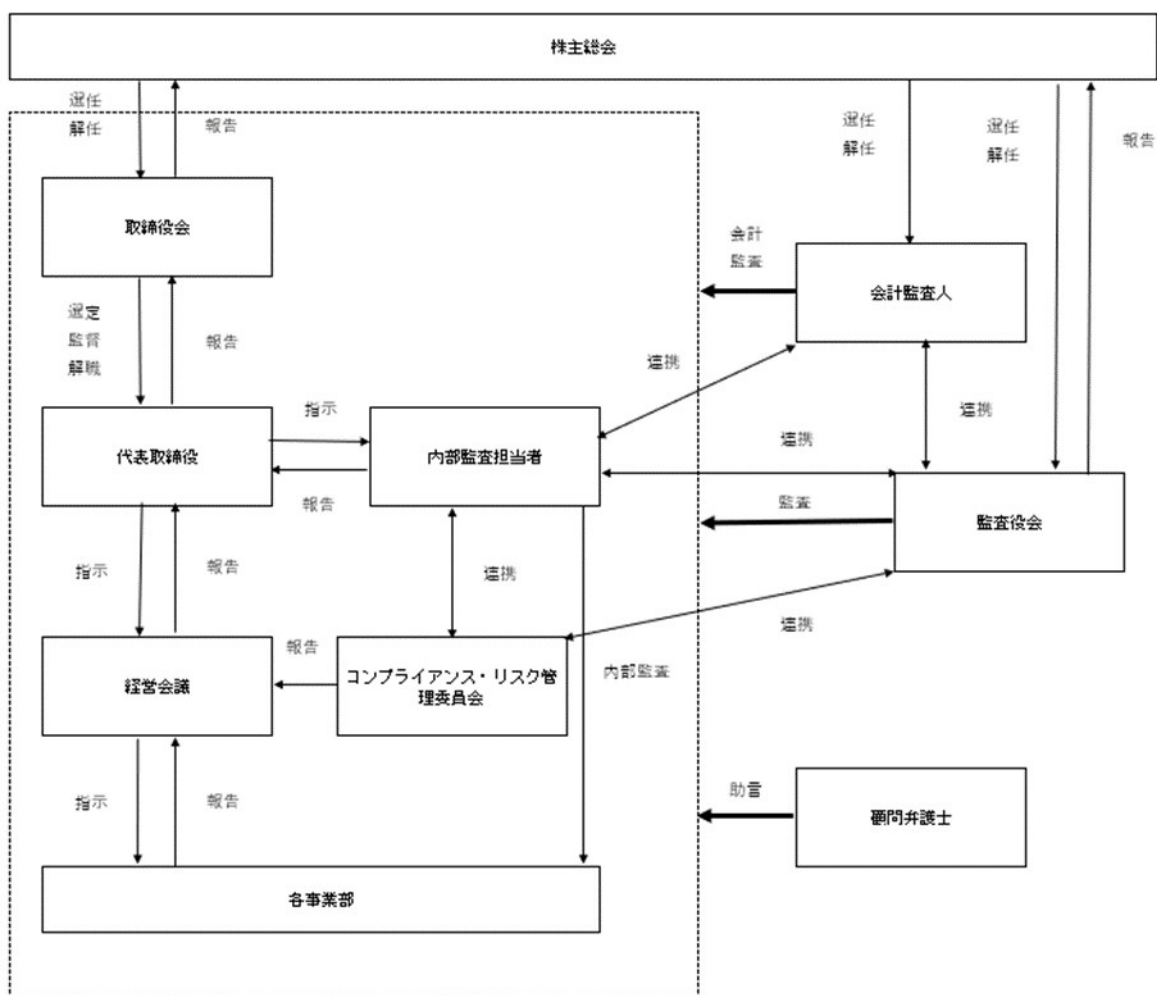 株主総会
選任
解任
報告
選任
解任
選任
解任
報告
取締役会
会計
監査
会計監査人
選定
監督
解職
報告
連携
連携
指示
代表取締役
内部監査担当者
報告
連携
監査
監査役会
指示
報告
連携
連携
報告
内部監査
経営会議
コンプライアンス・リスク管
理委員会
指示
報告
助言
顧問弁護士
各事業部